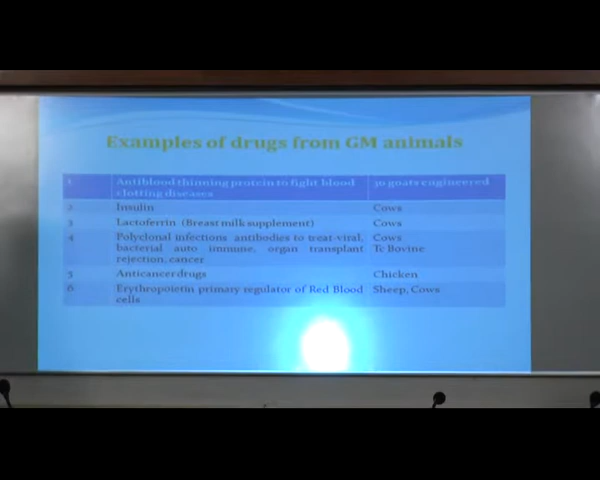 Examples of drugs from GM animals
1 Antiblood thinning protein to fight blood 30 goats engineered
clotting diseases
2 Insulin Cows
3 Lactoferrin (Breast milk supplement) Cows
4 Polyclonal infections antibodies to treat-viral, Cows
bacterial auto immune, organ transplant Tc Bovine
rejection, cancer
5 Anticancer drugs Chicken
6 Erythropoietin primary regulator of Red Blood Sheep, Cows
cells